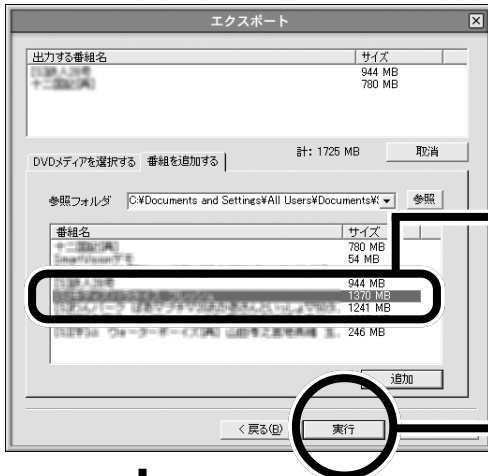 エクスポート
出力する番組名 サイズ
944 MB
780 MB
計: 1725 MB 取消
DVDメディアを選択する 番組を追加する
参照フォルダ C:¥Documents and Settings¥All Users¥Documents¥ 参照
番組名 サイズ
780 MB
54 MB
944 MB
1370 MB
1241 MB
246 MB
追加
< 戻る(B) 実行